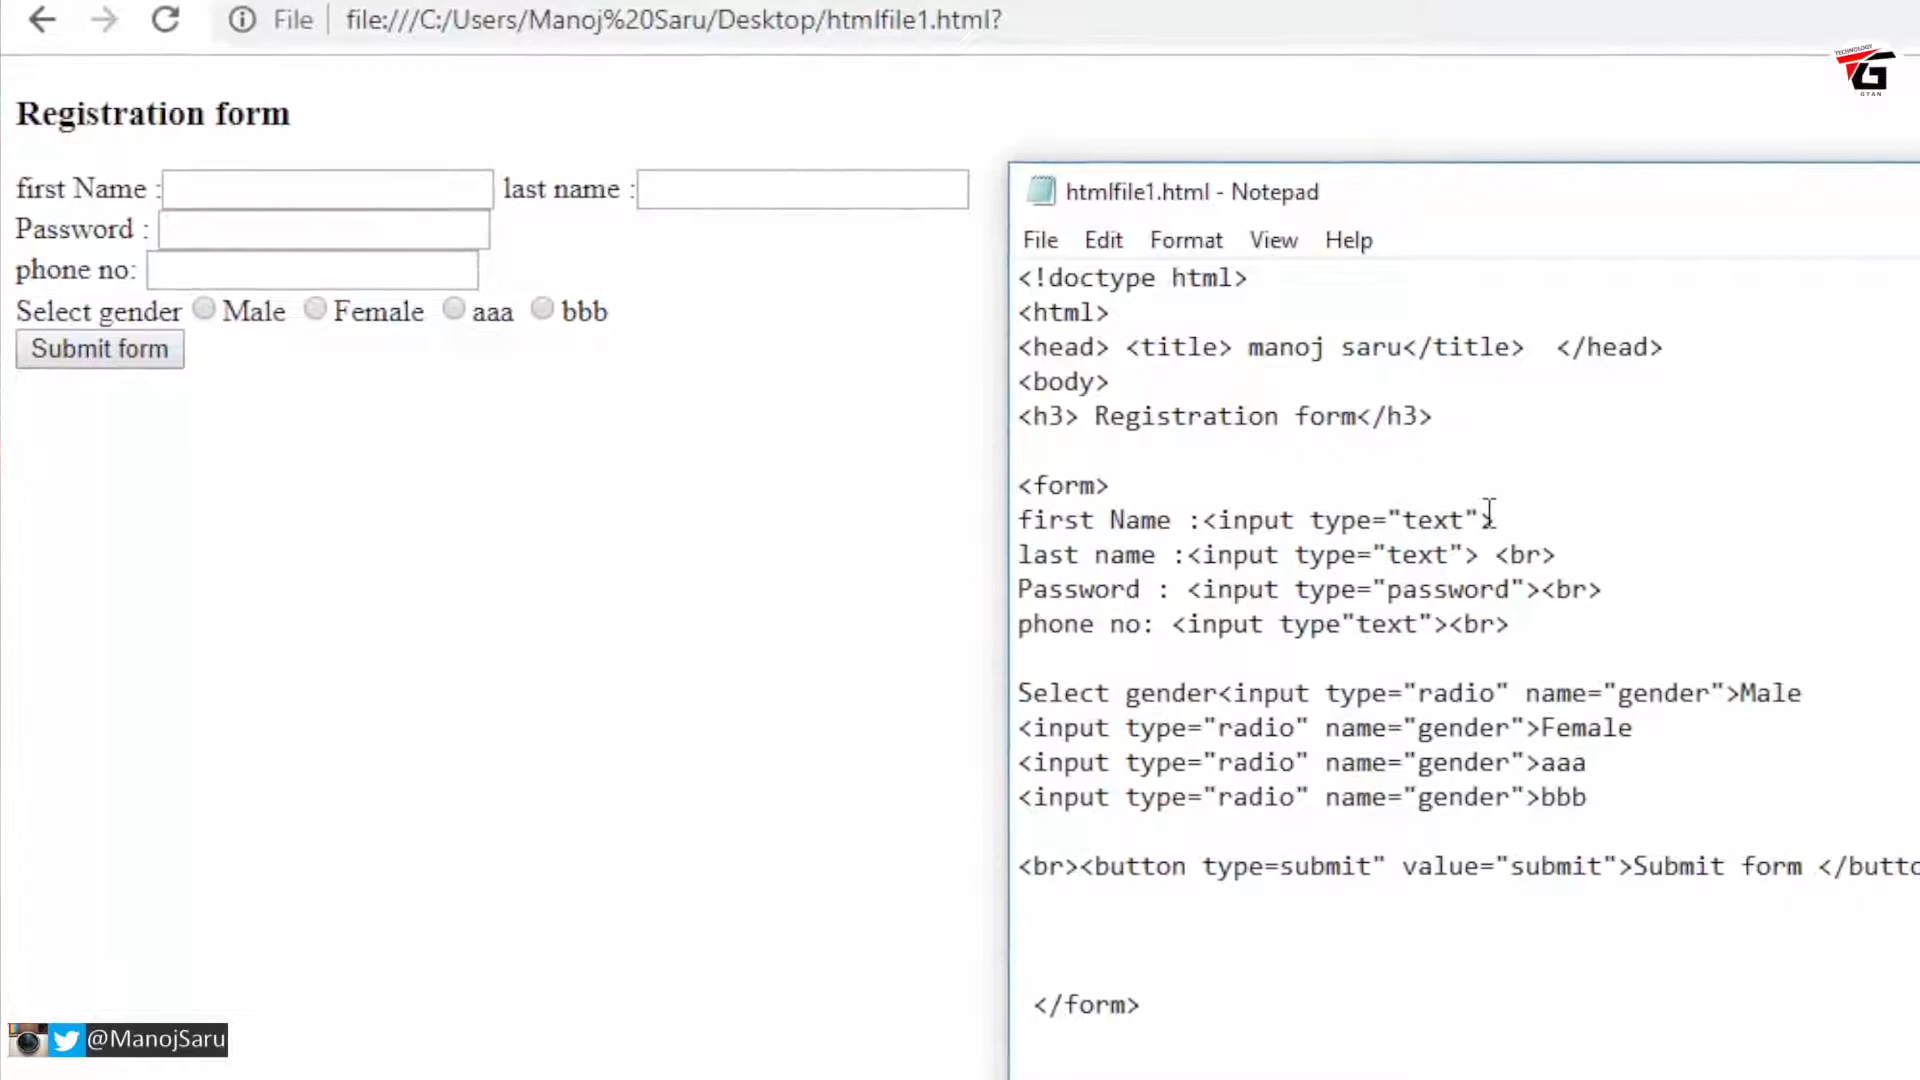 File file:///C:/Users/Manoj%20Saru/Desktop/htmlfile1.html?
TECHNOLOGY
G
GYAN
Registration form
first Name : last name :
Password :
phone no:
Select gender Male Female aaa bbb
Submit form
htmlfile1.html - Notepad
File Edit Format View Help
<!doctype html>
<html>
<head> <title> manoj saru</title>  </head>
<body>
<h3> Registration form</h3>
<form>
first Name :<input type="text">
last name :<input type="text"> <br>
Password : <input type="password"><br>
phone no: <input type"text"><br>
Select gender<input type="radio" name="gender">Male
<input type="radio" name="gender">Female
<input type="radio" name="gender">aaa
<input type="radio" name="gender">bbb
<br><button type=submit" value="submit">Submit form </butto
</form>
@ManojSaru